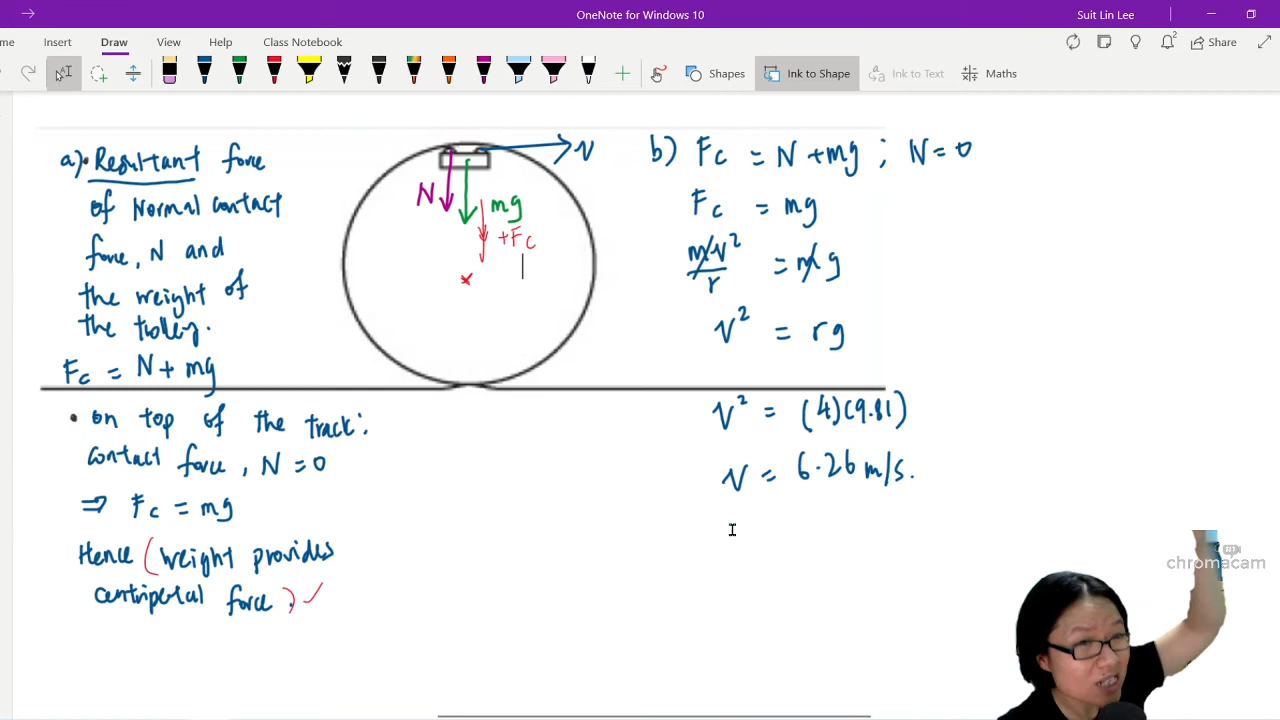 OneNote for Windows 10
Suit Lin Lee
me Insert Draw View Help Class Notebook
Share
Shapes Ink to Shape Ink to Text Maths
a) Resultant force
of Normal contact
force, N and
the weight of
the trolley.
Fc = N + mg
• on top of the track:
contact force, N = 0
⇒ Fc = mg
Hence (weight provides
centripetal force.) ✓
v
N
mg
+Fc
b) Fc = N + mg ; N = 0
Fc = mg
mv²/r = mg
v² = rg
v² = (4)(9.81)
v = 6.26 m/s.
chromacam